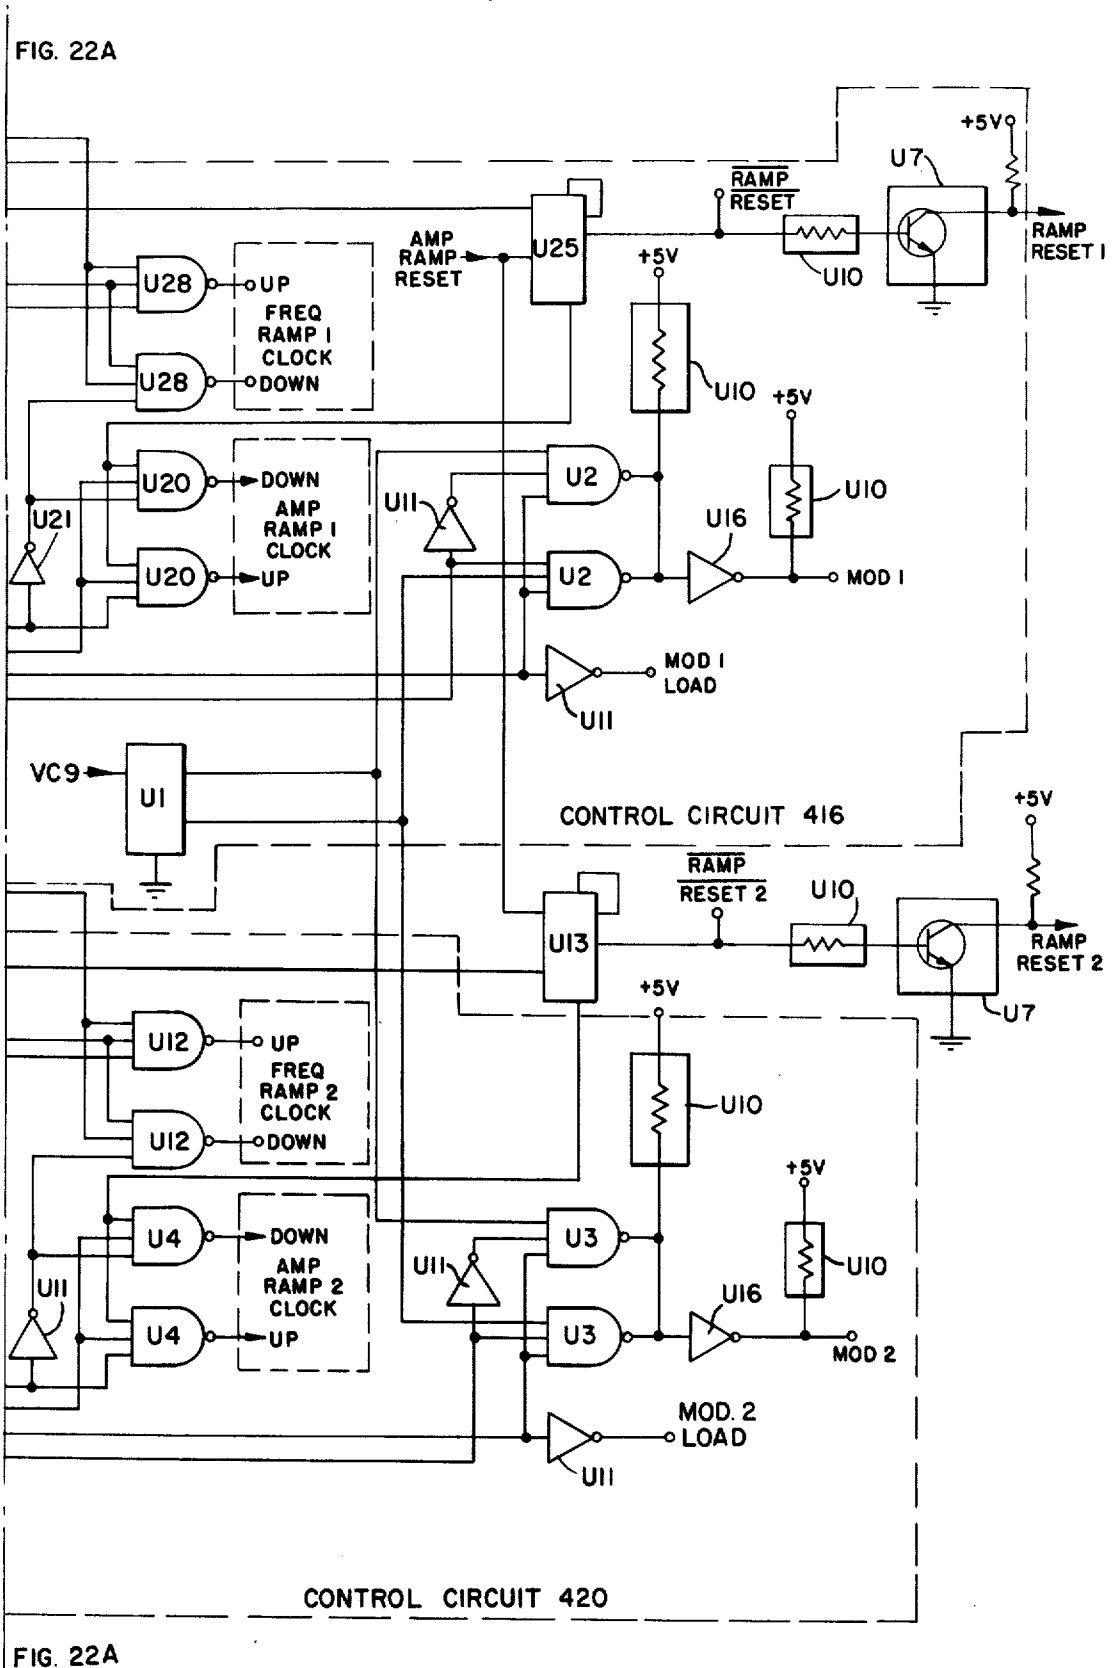 FIG. 22A
+5V
U7
RAMP
RESET
U25
AMP
RAMP
RESET
RAMP
RESET 1
U10
+5V
U28
UP
FREQ
RAMP 1
CLOCK
U28
DOWN
U10
+5V
U20
DOWN
AMP
RAMP 1
CLOCK
U20
UP
U21
U11
U2
U10
U16
U2
MOD 1
MOD 1
LOAD
U11
VC9
U1
CONTROL CIRCUIT 416
+5V
RAMP
RESET 2
U10
U13
RAMP
RESET 2
U7
+5V
U12
UP
FREQ
RAMP 2
CLOCK
U12
DOWN
U10
+5V
U4
DOWN
AMP
RAMP 2
CLOCK
U4
UP
U11
U11
U3
U10
U16
U3
MOD 2
MOD. 2
LOAD
U11
CONTROL CIRCUIT 420
FIG. 22A